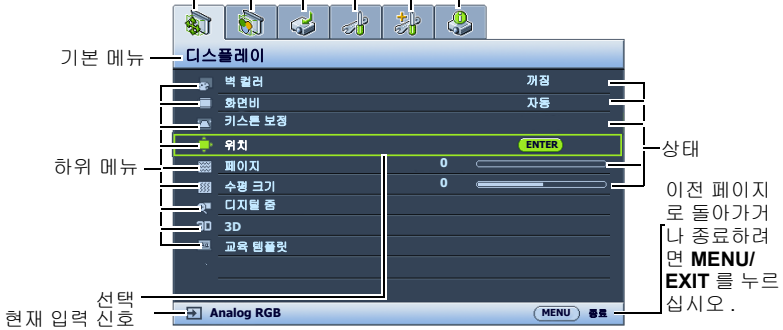 기본 메뉴
디스플레이
벽 컬러 꺼짐
화면비 자동
키스톤 보정
위치 ENTER
페이지 0
수평 크기 0
디지털 줌
3D 3D
교육 템플릿
하위 메뉴
상태
선택
현재 입력 신호
Analog RGB
MENU 종료
이전 페이지
로 돌아가거
나 종료하려
면 MENU/
EXIT 를 누르
십시오 .